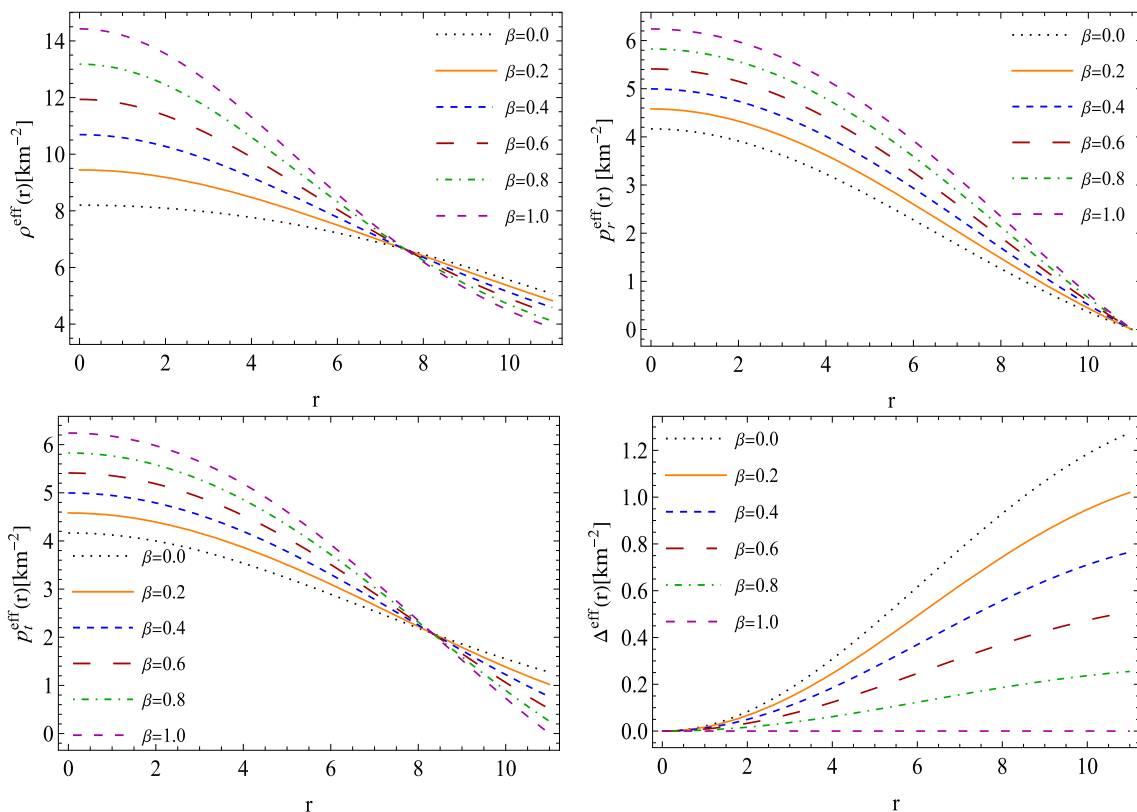 ρ^eff(r)[km^−2]
14
12
10
8
6
4
0 2 4 6 8 10
r
β=0.0
β=0.2
β=0.4
β=0.6
β=0.8
β=1.0
p_r^eff(r) [km^−2]
6
5
4
3
2
1
0
0 2 4 6 8 10
r
β=0.0
β=0.2
β=0.4
β=0.6
β=0.8
β=1.0
p_t^eff(r)[km^−2]
6
5
4
3
2
1
0
0 2 4 6 8 10
r
β=0.0
β=0.2
β=0.4
β=0.6
β=0.8
β=1.0
Δ^eff(r)[km^−2]
1.2
1.0
0.8
0.6
0.4
0.2
0.0
0 2 4 6 8 10
r
β=0.0
β=0.2
β=0.4
β=0.6
β=0.8
β=1.0